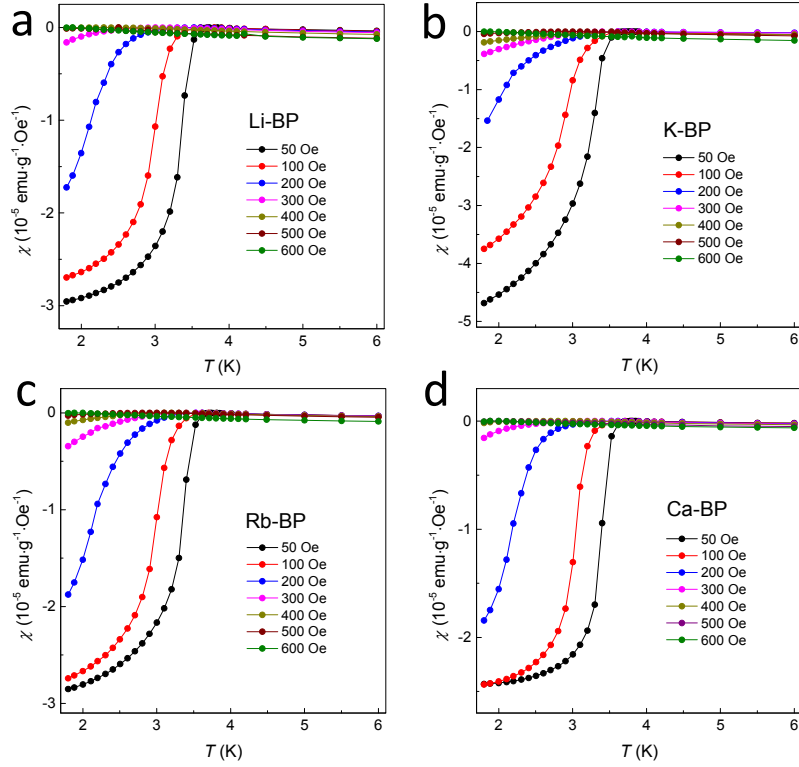 a
0
-1
-2
-3
2
3
4
5
6
χ (10⁻⁵ emu·g⁻¹·Oe⁻¹)
T (K)
Li-BP
50 Oe
100 Oe
200 Oe
300 Oe
400 Oe
500 Oe
600 Oe
b
0
-1
-2
-3
-4
-5
2
3
4
5
6
χ (10⁻⁵ emu·g⁻¹·Oe⁻¹)
T (K)
K-BP
50 Oe
100 Oe
200 Oe
300 Oe
400 Oe
500 Oe
600 Oe
c
0
-1
-2
-3
2
3
4
5
6
χ (10⁻⁵ emu·g⁻¹·Oe⁻¹)
T (K)
Rb-BP
50 Oe
100 Oe
200 Oe
300 Oe
400 Oe
500 Oe
600 Oe
d
0
-1
-2
2
3
4
5
6
χ (10⁻⁵ emu·g⁻¹·Oe⁻¹)
T (K)
Ca-BP
50 Oe
100 Oe
200 Oe
300 Oe
400 Oe
500 Oe
600 Oe